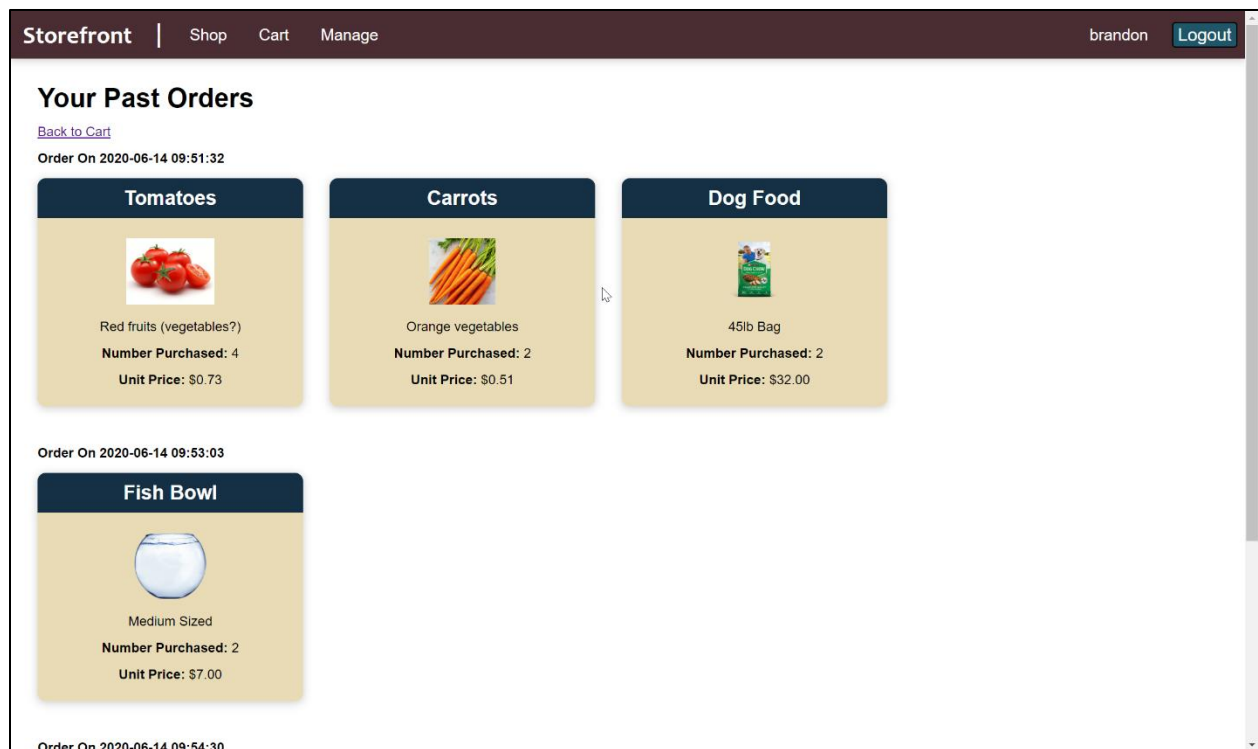 Storefront | Shop Cart Manage brandon Logout
Your Past Orders
Back to Cart
Order On 2020-06-14 09:51:32
Tomatoes Carrots Dog Food
Red fruits (vegetables?) Orange vegetables 45lb Bag
Number Purchased: 4 Number Purchased: 2 Number Purchased: 2
Unit Price: $0.73 Unit Price: $0.51 Unit Price: $32.00
Order On 2020-06-14 09:53:03
Fish Bowl
Medium Sized
Number Purchased: 2
Unit Price: $7.00
Order On 2020-06-14 09:54:30